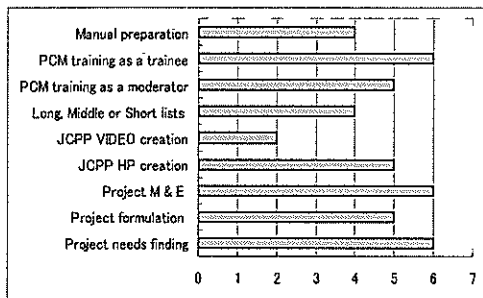 Manual preparation
PCM training as a trainee
PCM training as a moderator
Long, Middle or Short lists
JCPP VIDEO creation
JCPP HP creation
Project M & E
Project formulation
Project needs finding
0 1 2 3 4 5 6 7